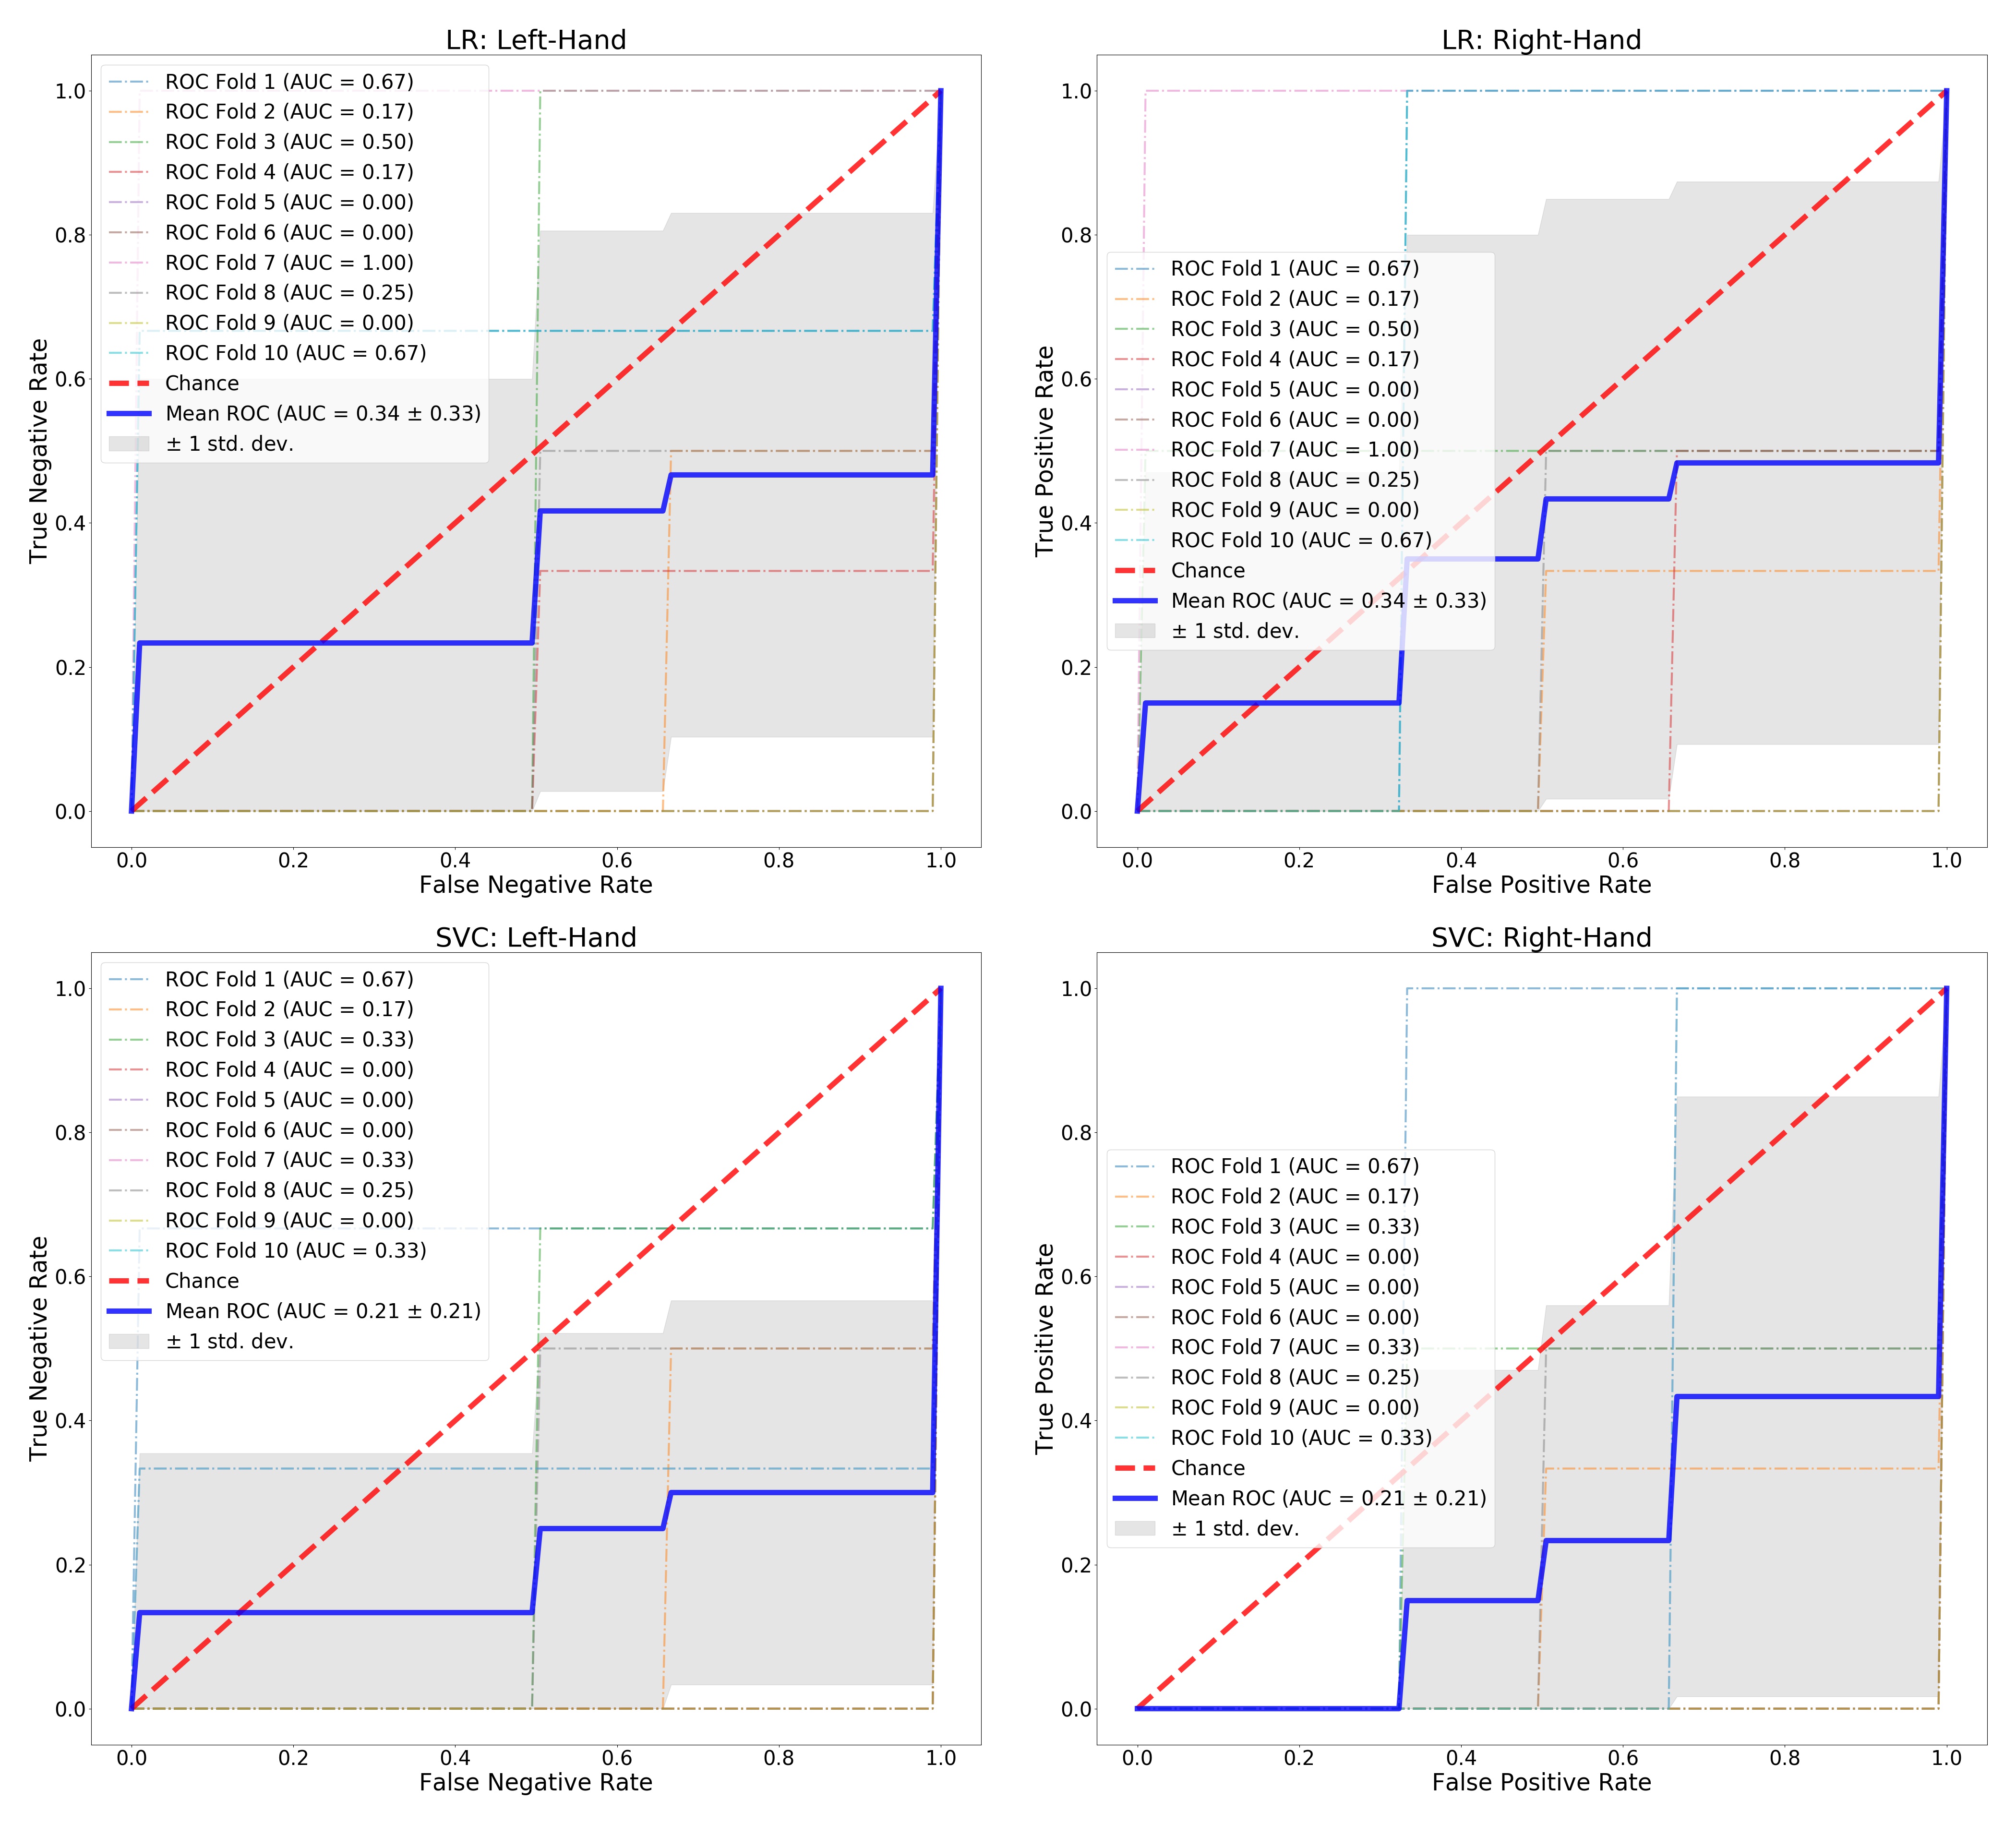 LR: Left-Hand
True Negative Rate
1.0
0.8
0.6
0.4
0.2
0.0
ROC Fold 1 (AUC = 0.67)
ROC Fold 2 (AUC = 0.17)
ROC Fold 3 (AUC = 0.50)
ROC Fold 4 (AUC = 0.17)
ROC Fold 5 (AUC = 0.00)
ROC Fold 6 (AUC = 0.00)
ROC Fold 7 (AUC = 1.00)
ROC Fold 8 (AUC = 0.25)
ROC Fold 9 (AUC = 0.00)
ROC Fold 10 (AUC = 0.67)
Chance
Mean ROC (AUC = 0.34 ± 0.33)
± 1 std. dev.
0.0 0.2 0.4 0.6 0.8 1.0
False Negative Rate
LR: Right-Hand
True Positive Rate
1.0
0.8
0.6
0.4
0.2
0.0
ROC Fold 1 (AUC = 0.67)
ROC Fold 2 (AUC = 0.17)
ROC Fold 3 (AUC = 0.50)
ROC Fold 4 (AUC = 0.17)
ROC Fold 5 (AUC = 0.00)
ROC Fold 6 (AUC = 0.00)
ROC Fold 7 (AUC = 1.00)
ROC Fold 8 (AUC = 0.25)
ROC Fold 9 (AUC = 0.00)
ROC Fold 10 (AUC = 0.67)
Chance
Mean ROC (AUC = 0.34 ± 0.33)
± 1 std. dev.
0.0 0.2 0.4 0.6 0.8 1.0
False Positive Rate
SVC: Left-Hand
True Negative Rate
1.0
0.8
0.6
0.4
0.2
0.0
ROC Fold 1 (AUC = 0.67)
ROC Fold 2 (AUC = 0.17)
ROC Fold 3 (AUC = 0.33)
ROC Fold 4 (AUC = 0.00)
ROC Fold 5 (AUC = 0.00)
ROC Fold 6 (AUC = 0.00)
ROC Fold 7 (AUC = 0.33)
ROC Fold 8 (AUC = 0.25)
ROC Fold 9 (AUC = 0.00)
ROC Fold 10 (AUC = 0.33)
Chance
Mean ROC (AUC = 0.21 ± 0.21)
± 1 std. dev.
0.0 0.2 0.4 0.6 0.8 1.0
False Negative Rate
SVC: Right-Hand
True Positive Rate
1.0
0.8
0.6
0.4
0.2
0.0
ROC Fold 1 (AUC = 0.67)
ROC Fold 2 (AUC = 0.17)
ROC Fold 3 (AUC = 0.33)
ROC Fold 4 (AUC = 0.00)
ROC Fold 5 (AUC = 0.00)
ROC Fold 6 (AUC = 0.00)
ROC Fold 7 (AUC = 0.33)
ROC Fold 8 (AUC = 0.25)
ROC Fold 9 (AUC = 0.00)
ROC Fold 10 (AUC = 0.33)
Chance
Mean ROC (AUC = 0.21 ± 0.21)
± 1 std. dev.
0.0 0.2 0.4 0.6 0.8 1.0
False Positive Rate